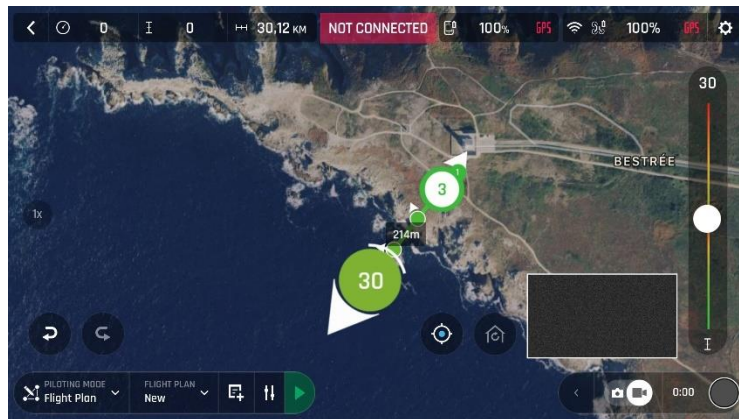 0
0
30,12 KM
NOT CONNECTED
100%
GPS
100%
GPS
30
BESTRÉE
1
3
1x
214m
30
PILOTING MODE
Flight Plan
FLIGHT PLAN
New
0:00